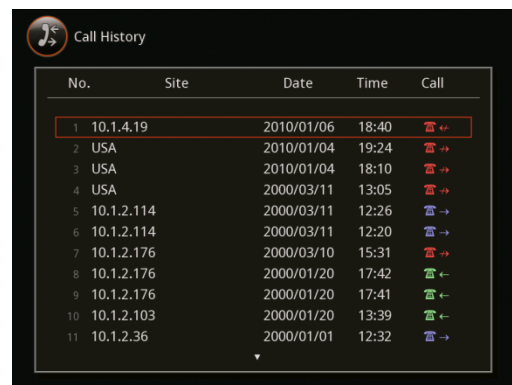 Call History
No. Site Date Time Call
1 10.1.4.19 2010/01/06 18:40
2 USA 2010/01/04 19:24
3 USA 2010/01/04 18:10
4 USA 2000/03/11 13:05
5 10.1.2.114 2000/03/11 12:26
6 10.1.2.114 2000/03/11 12:20
7 10.1.2.176 2000/03/10 15:31
8 10.1.2.176 2000/01/20 17:42
9 10.1.2.176 2000/01/20 17:41
10 10.1.2.103 2000/01/20 13:39
11 10.1.2.36 2000/01/01 12:32